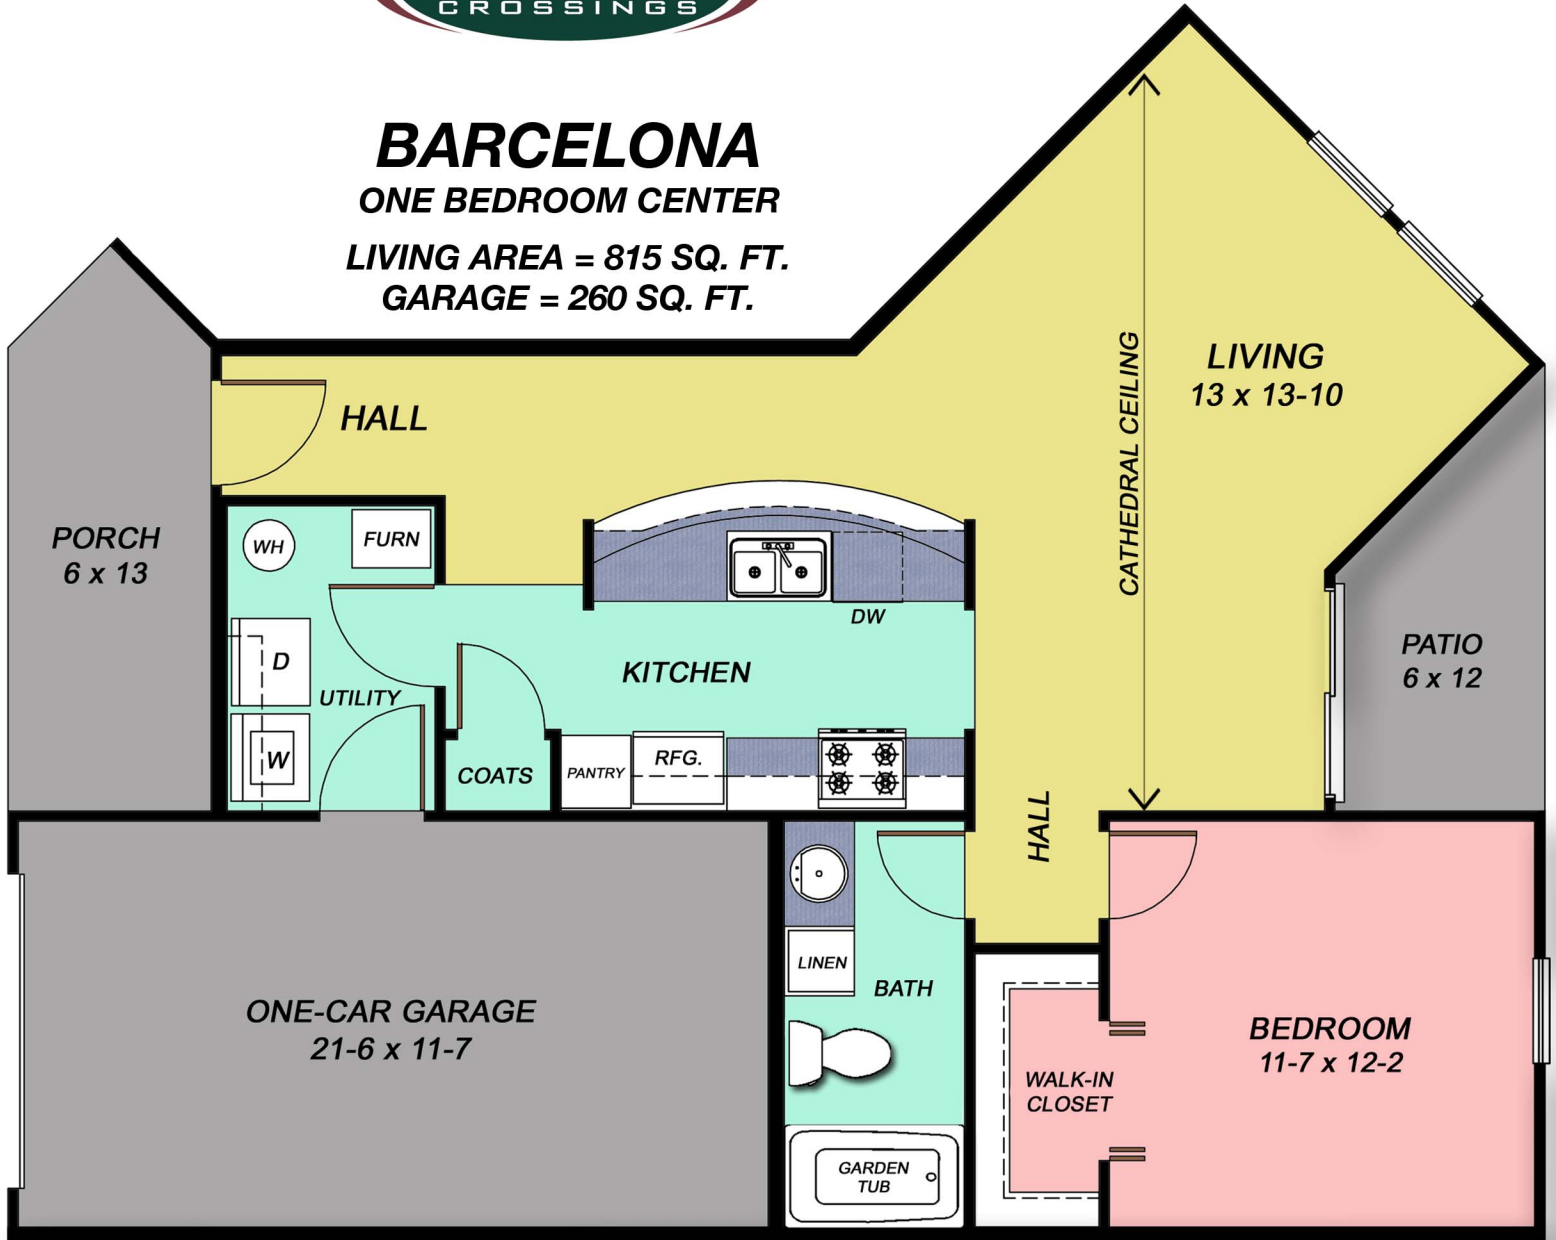 CROSSINGS
BARCELONA
ONE BEDROOM CENTER
LIVING AREA = 815 SQ. FT.
GARAGE = 260 SQ. FT.
LIVING
13 x 13-10
CATHEDRAL CEILING
HALL
PORCH
6 x 13
WH
FURN
DW
PATIO
6 x 12
D
UTILITY
KITCHEN
W
COATS
PANTRY
RFG.
HALL
LINEN
BATH
ONE-CAR GARAGE
21-6 x 11-7
BEDROOM
11-7 x 12-2
WALK-IN
CLOSET
GARDEN
TUB